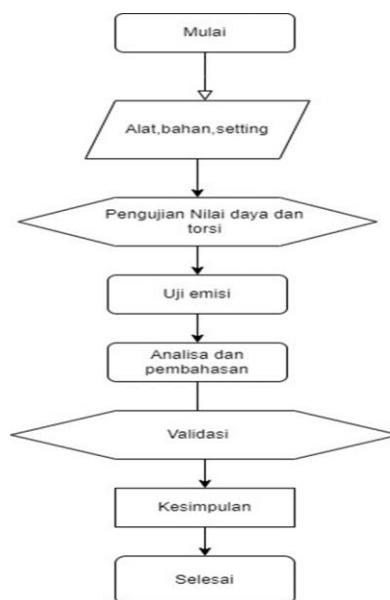 Mulai
Alat,bahan,setting
Pengujian Nilai daya dan
torsi
Uji emisi
Analisa dan
pembahasan
Validasi
Kesimpulan
Selesai